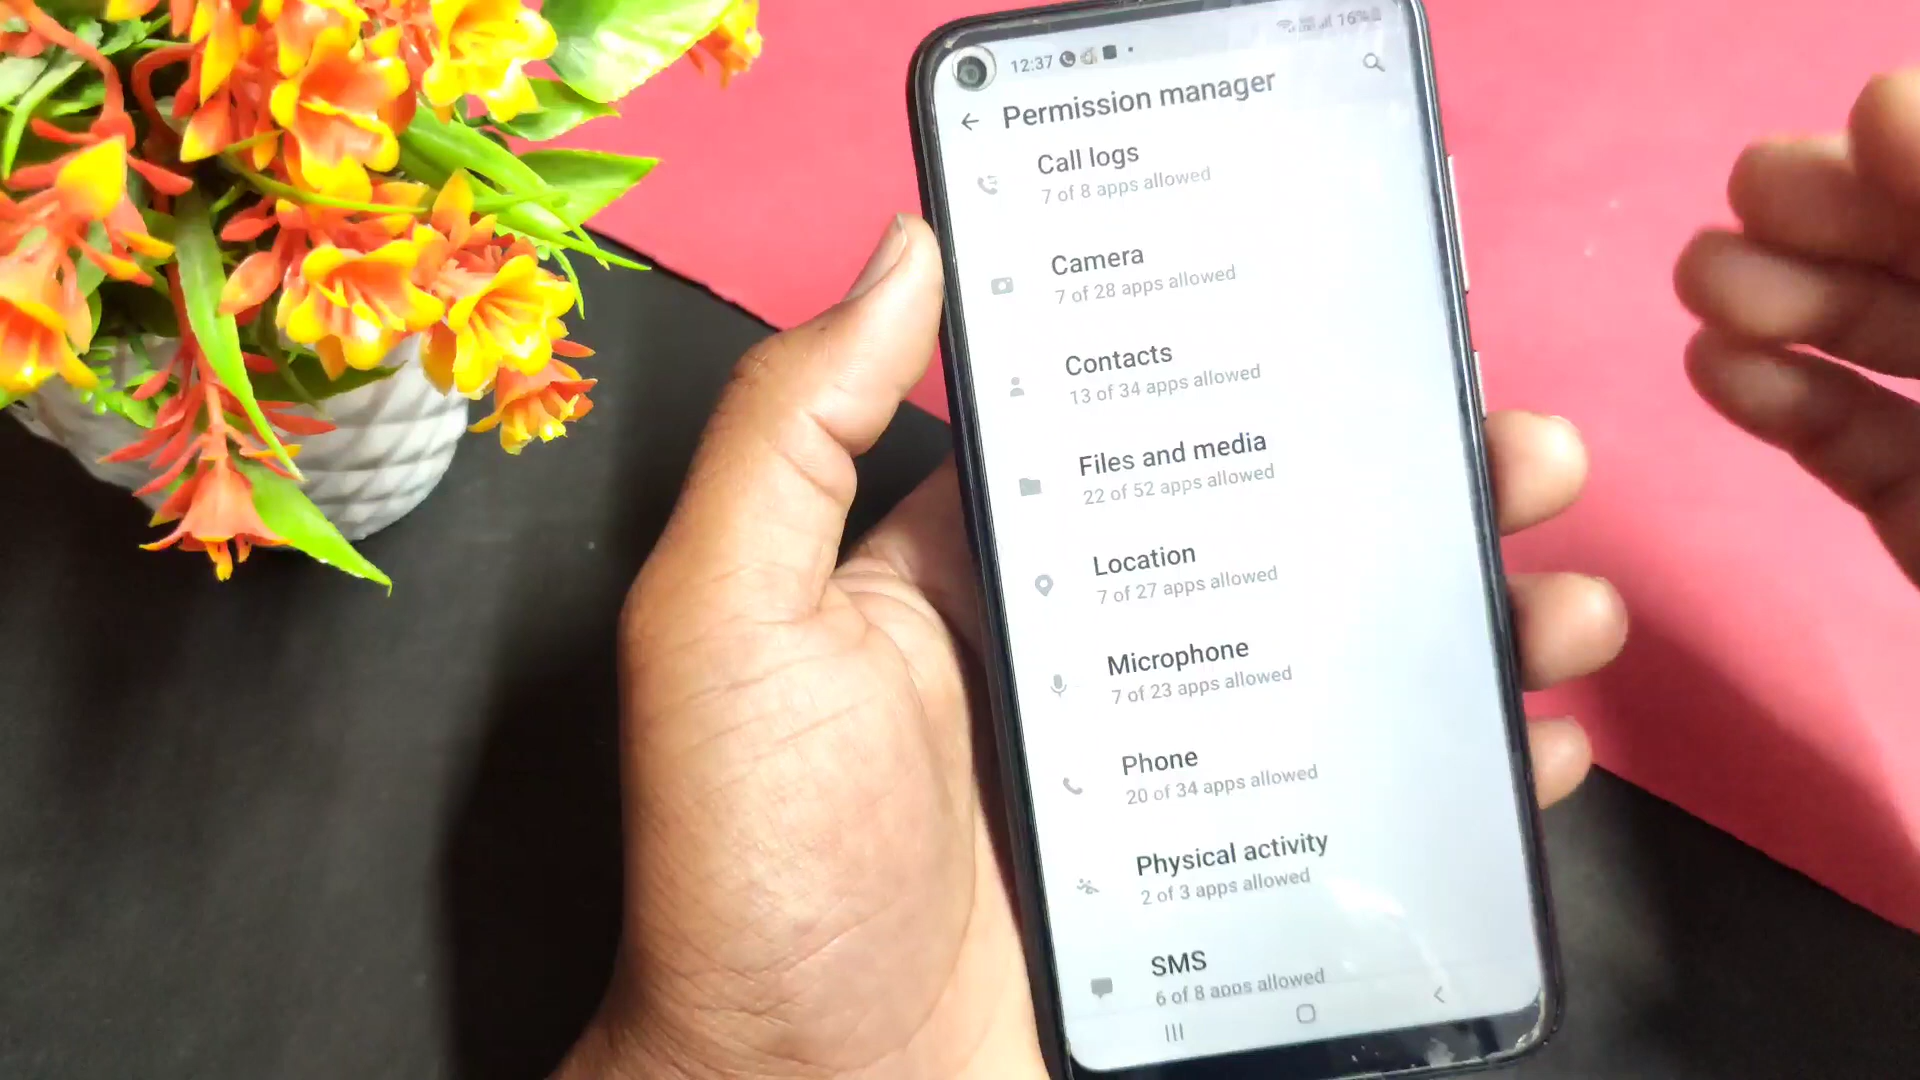 12:37
16%
Permission manager
Call logs
7 of 8 apps allowed
Camera
7 of 28 apps allowed
Contacts
13 of 34 apps allowed
Files and media
22 of 52 apps allowed
Location
7 of 27 apps allowed
Microphone
7 of 23 apps allowed
Phone
20 of 34 apps allowed
Physical activity
2 of 3 apps allowed
SMS
6 of 8 apps allowed